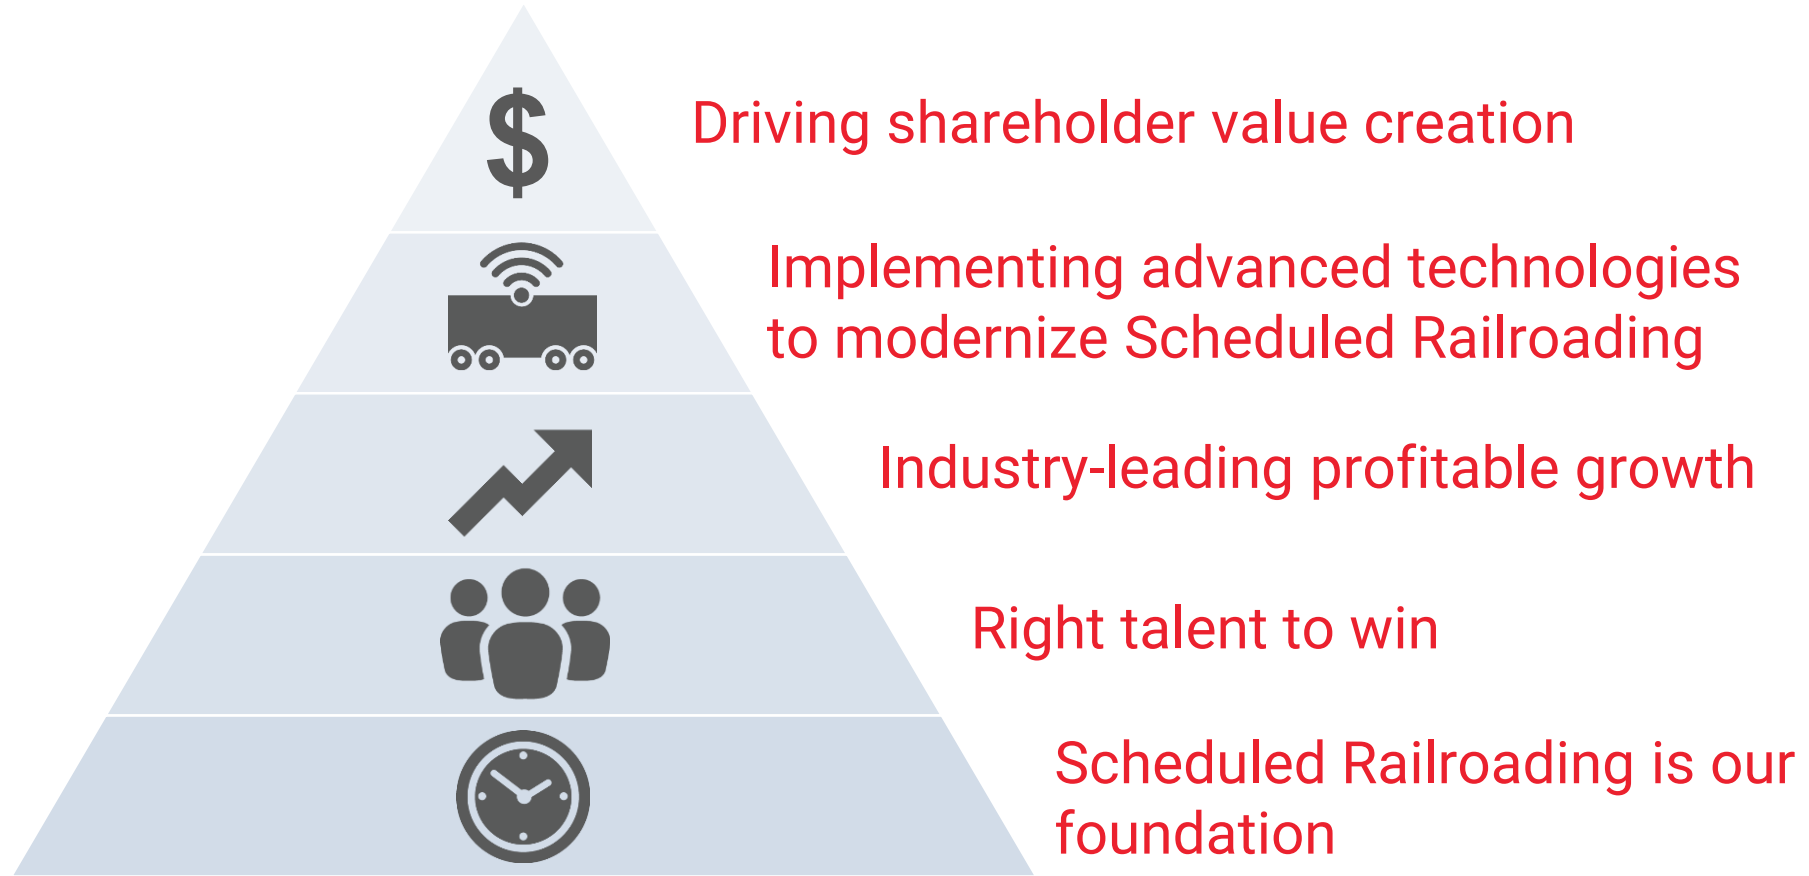 $
Driving shareholder value creation
Implementing advanced technologies
to modernize Scheduled Railroading
Industry-leading profitable growth
Right talent to win
Scheduled Railroading is our
foundation